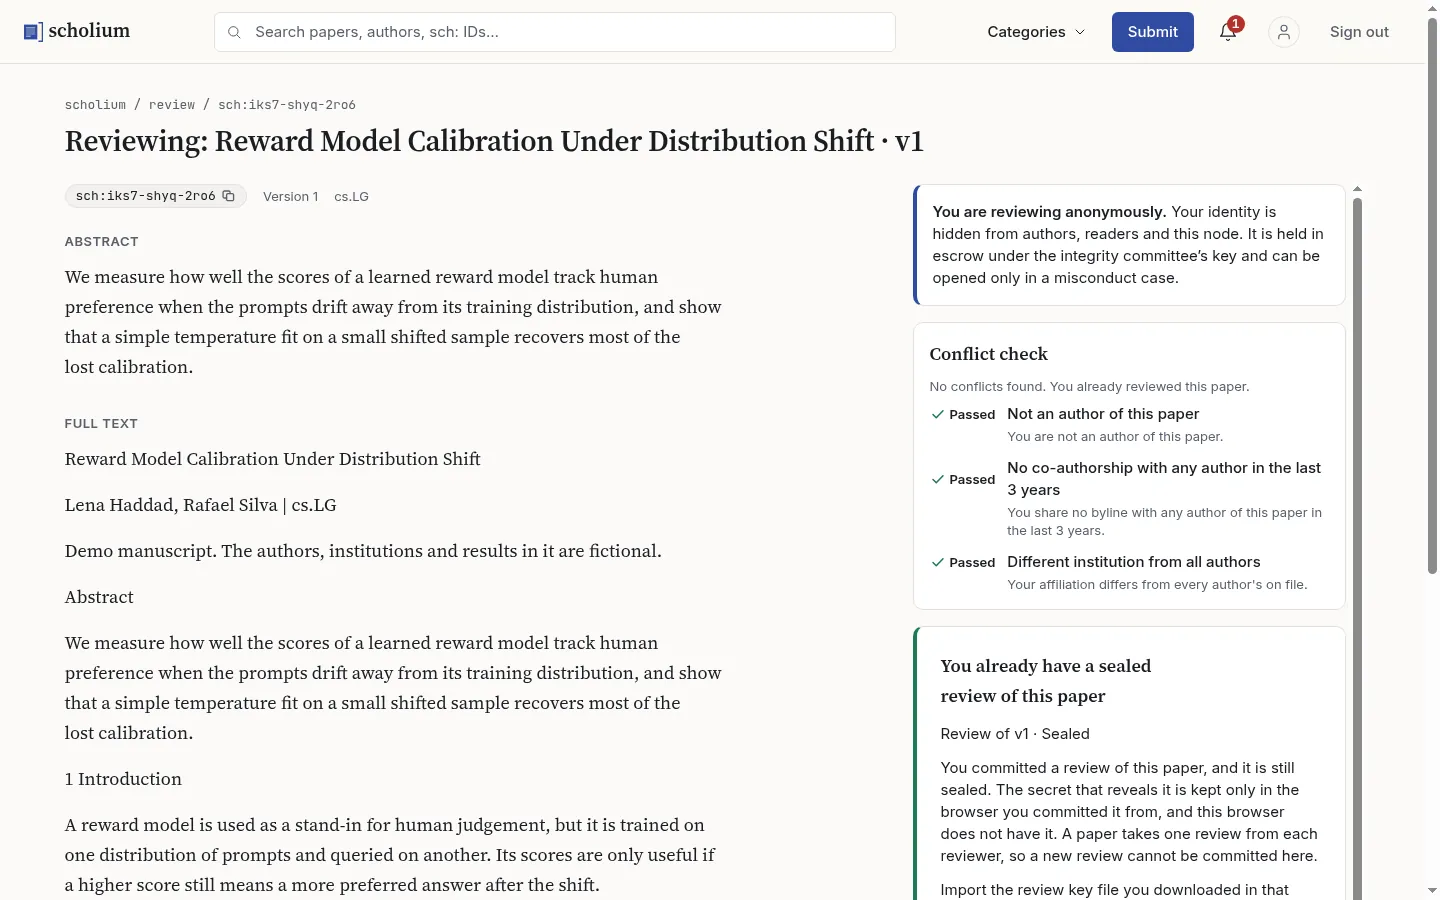 scholium
Search papers, authors, sch: IDs...
Categories
Submit
1
Sign out
scholium / review / sch:iks7-shyq-2ro6
Reviewing: Reward Model Calibration Under Distribution Shift · v1
sch:iks7-shyq-2ro6
Version 1
cs.LG
ABSTRACT
We measure how well the scores of a learned reward model track human
preference when the prompts drift away from its training distribution, and show
that a simple temperature fit on a small shifted sample recovers most of the
lost calibration.
FULL TEXT
Reward Model Calibration Under Distribution Shift
Lena Haddad, Rafael Silva | cs.LG
Demo manuscript. The authors, institutions and results in it are fictional.
Abstract
We measure how well the scores of a learned reward model track human
preference when the prompts drift away from its training distribution, and show
that a simple temperature fit on a small shifted sample recovers most of the
lost calibration.
1 Introduction
A reward model is used as a stand-in for human judgement, but it is trained on
one distribution of prompts and queried on another. Its scores are only useful if
a higher score still means a more preferred answer after the shift.
You are reviewing anonymously. Your identity is
hidden from authors, readers and this node. It is held in
escrow under the integrity committee’s key and can be
opened only in a misconduct case.
Conflict check
No conflicts found. You already reviewed this paper.
Passed
Not an author of this paper
You are not an author of this paper.
Passed
No co-authorship with any author in the last
3 years
You share no byline with any author of this paper in
the last 3 years.
Passed
Different institution from all authors
Your affiliation differs from every author's on file.
You already have a sealed
review of this paper
Review of v1 · Sealed
You committed a review of this paper, and it is still
sealed. The secret that reveals it is kept only in the
browser you committed it from, and this browser
does not have it. A paper takes one review from each
reviewer, so a new review cannot be committed here.
Import the review key file you downloaded in that